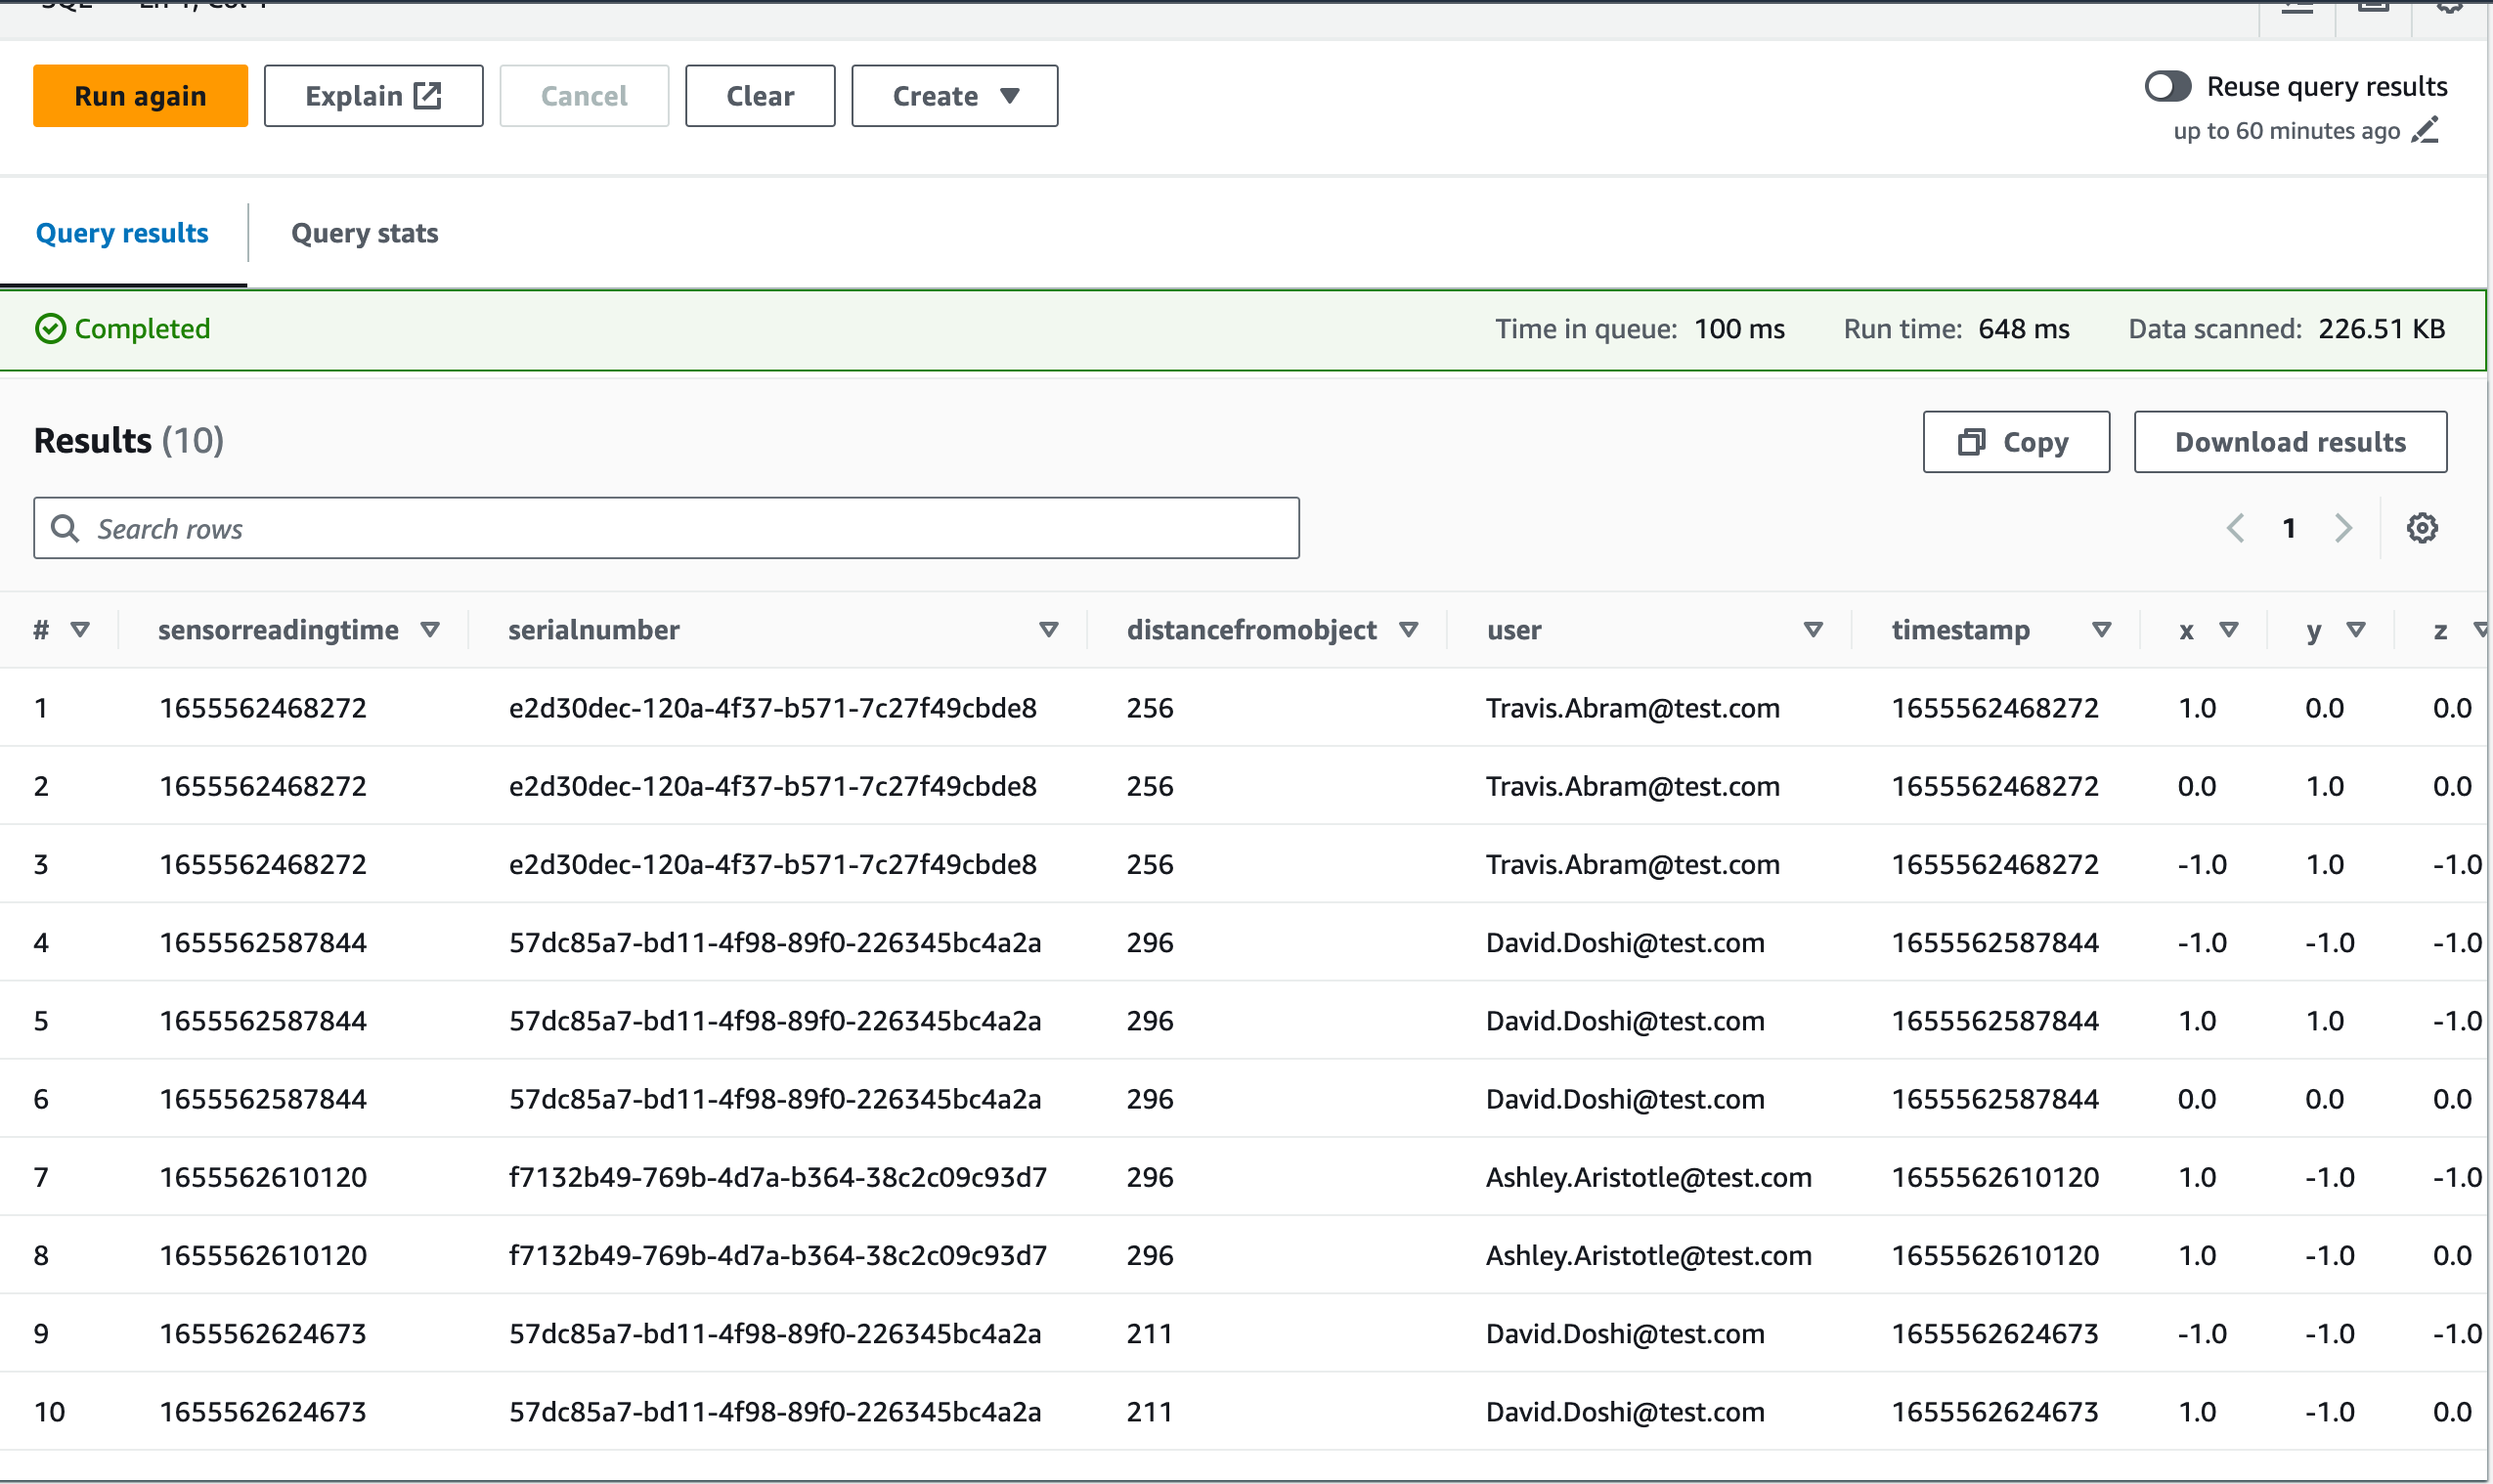 SQL Ln 1, Col 1
Run again Explain Cancel Clear Create Reuse query results
up to 60 minutes ago
Query results Query stats
Completed Time in queue: 100 ms Run time: 648 ms Data scanned: 226.51 KB
Results (10) Copy Download results
Search rows 1
# sensorreadingtime serialnumber distancefromobject user timestamp x y z
1 1655562468272 e2d30dec-120a-4f37-b571-7c27f49cbde8 256 Travis.Abram@test.com 1655562468272 1.0 0.0 0.0
2 1655562468272 e2d30dec-120a-4f37-b571-7c27f49cbde8 256 Travis.Abram@test.com 1655562468272 0.0 1.0 0.0
3 1655562468272 e2d30dec-120a-4f37-b571-7c27f49cbde8 256 Travis.Abram@test.com 1655562468272 -1.0 1.0 -1.0
4 1655562587844 57dc85a7-bd11-4f98-89f0-226345bc4a2a 296 David.Doshi@test.com 1655562587844 -1.0 -1.0 -1.0
5 1655562587844 57dc85a7-bd11-4f98-89f0-226345bc4a2a 296 David.Doshi@test.com 1655562587844 1.0 1.0 -1.0
6 1655562587844 57dc85a7-bd11-4f98-89f0-226345bc4a2a 296 David.Doshi@test.com 1655562587844 0.0 0.0 0.0
7 1655562610120 f7132b49-769b-4d7a-b364-38c2c09c93d7 296 Ashley.Aristotle@test.com 1655562610120 1.0 -1.0 -1.0
8 1655562610120 f7132b49-769b-4d7a-b364-38c2c09c93d7 296 Ashley.Aristotle@test.com 1655562610120 1.0 -1.0 0.0
9 1655562624673 57dc85a7-bd11-4f98-89f0-226345bc4a2a 211 David.Doshi@test.com 1655562624673 -1.0 -1.0 -1.0
10 1655562624673 57dc85a7-bd11-4f98-89f0-226345bc4a2a 211 David.Doshi@test.com 1655562624673 1.0 -1.0 0.0